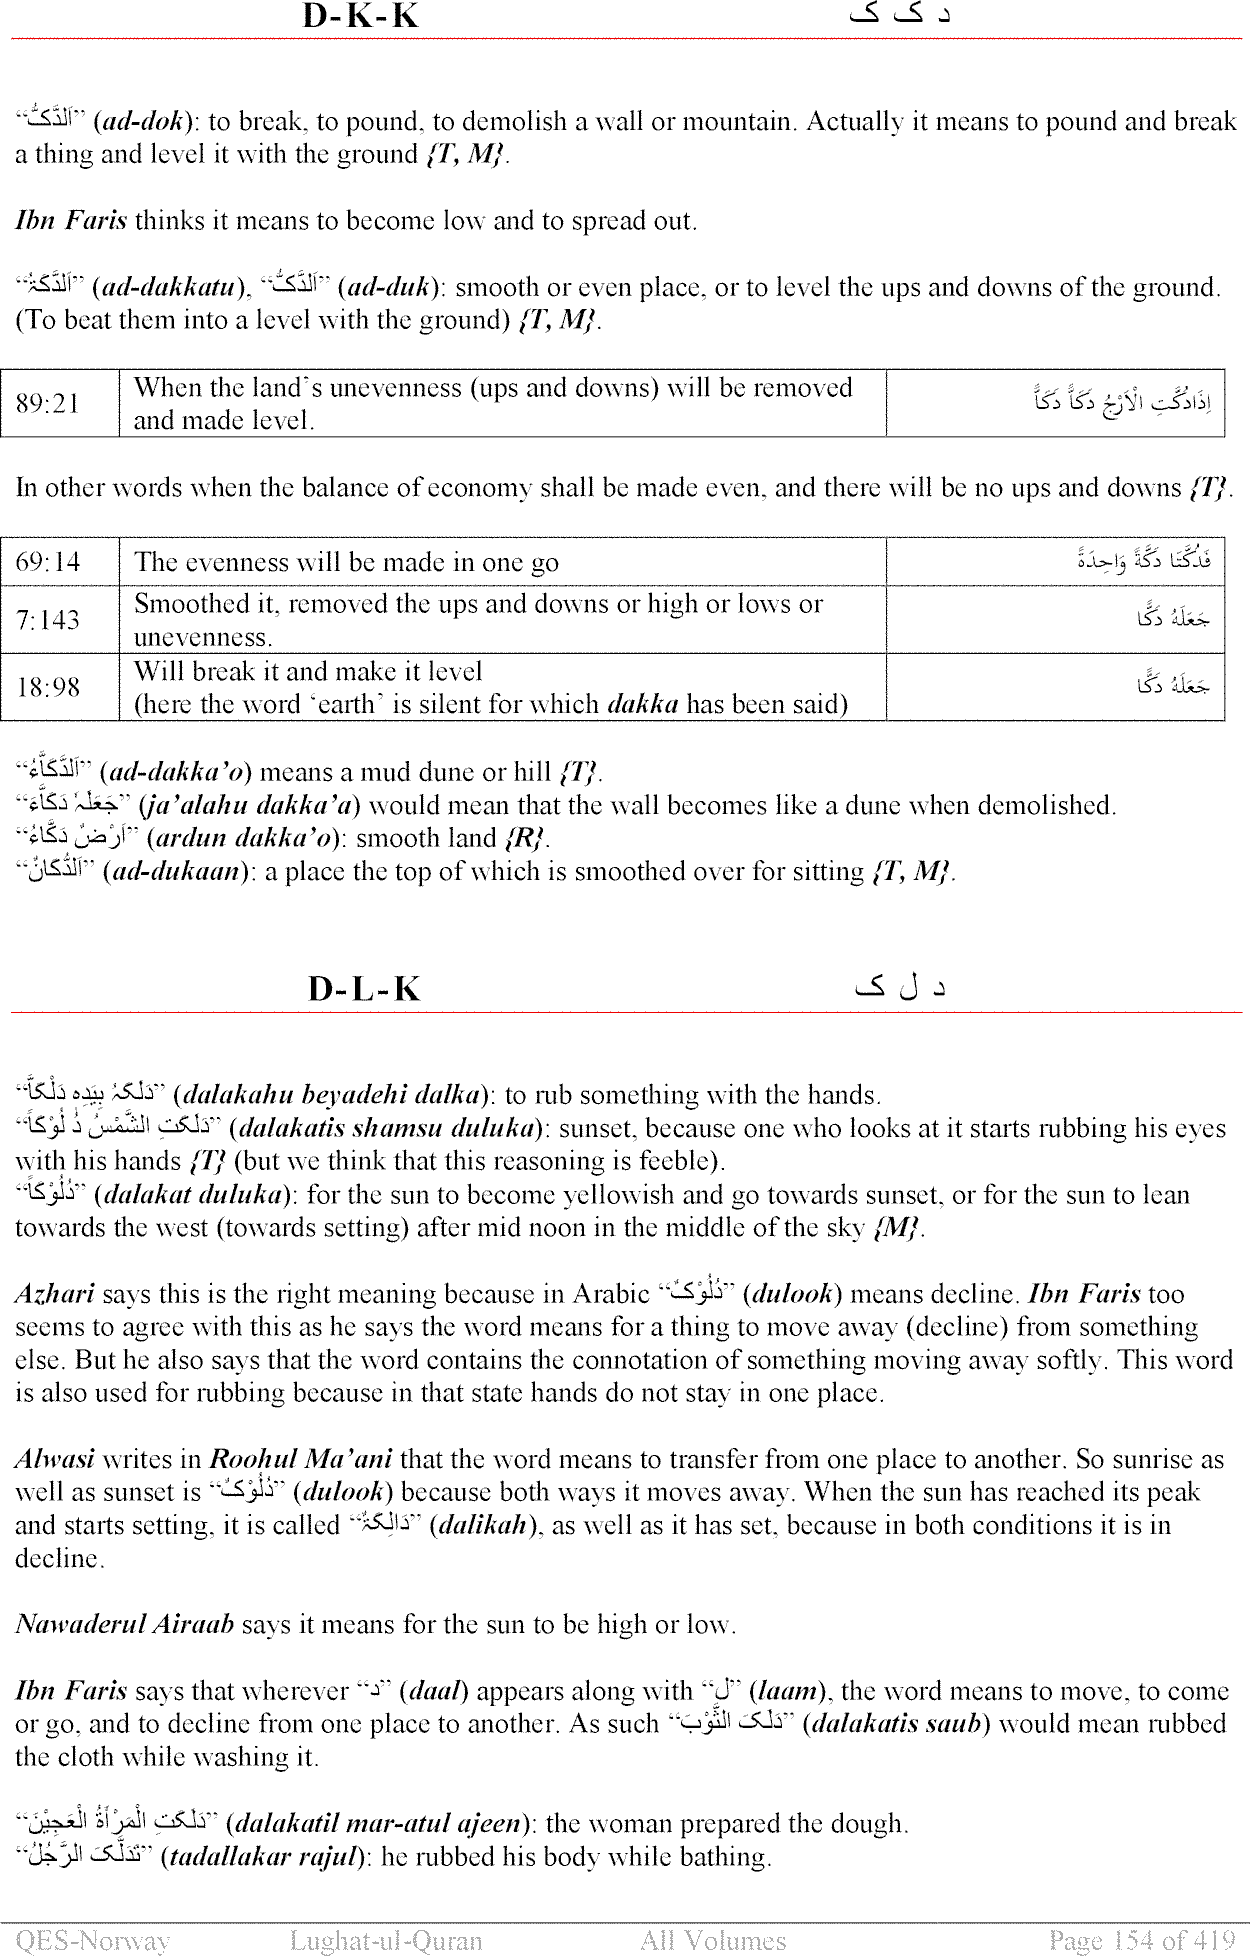 D-K-K د ک ک
“اَلدَّکُّ” (ad-dok): to break, to pound, to demolish a wall or mountain. Actually it means to pound and break
a thing and level it with the ground {T, M}.
Ibn Faris thinks it means to become low and to spread out.
“اَلدَّکَّۃُ” (ad-dakkatu), “اَلدَّکُّ” (ad-duk): smooth or even place, or to level the ups and downs of the ground.
(To beat them into a level with the ground) {T, M}.
89:21 When the land’s unevenness (ups and downs) will be removed
and made level. اِذَادُکَّتِ الْاَرْجُ دَکَاًّ دَکَاًّ
In other words when the balance of economy shall be made even, and there will be no ups and downs {T}.
69:14 The evenness will be made in one go فَدُكَّتَا دَكَّةً وَاحِدَةً
7:143 Smoothed it, removed the ups and downs or high or lows or
unevenness. جَعَلَهُ دَكًّا
18:98 Will break it and make it level
(here the word ‘earth’ is silent for which dakka has been said) جَعَلَهُ دَكًّا
“اَلدَّکَّآءُ” (ad-dakka’o) means a mud dune or hill {T}.
“جَعَلَہٗ دَکَّآءَ” (ja’alahu dakka’a) would mean that the wall becomes like a dune when demolished.
“اَرْضٌ دَکَّاءُ” (ardun dakka’o): smooth land {R}.
“اَلدُّکَانُ” (ad-dukaan): a place the top of which is smoothed over for sitting {T, M}.
D-L-K د ل ک
“دَلَکَہُ بِیَدِہِ دَلْکَاً” (dalakahu beyadehi dalka): to rub something with the hands.
“دَلَکَتِ الشَّمْسُ دُ لُوْکاً” (dalakatis shamsu duluka): sunset, because one who looks at it starts rubbing his eyes
with his hands {T} (but we think that this reasoning is feeble).
“دُلُوْکَاً” (dalakat duluka): for the sun to become yellowish and go towards sunset, or for the sun to lean
towards the west (towards setting) after mid noon in the middle of the sky {M}.
Azhari says this is the right meaning because in Arabic “دُلُوْکٌ” (dulook) means decline. Ibn Faris too
seems to agree with this as he says the word means for a thing to move away (decline) from something
else. But he also says that the word contains the connotation of something moving away softly. This word
is also used for rubbing because in that state hands do not stay in one place.
Alwasi writes in Roohul Ma’ani that the word means to transfer from one place to another. So sunrise as
well as sunset is “دُلُوْکٌ” (dulook) because both ways it moves away. When the sun has reached its peak
and starts setting, it is called “دَالِکَۃٌ” (dalikah), as well as it has set, because in both conditions it is in
decline.
Nawaderul Airaab says it means for the sun to be high or low.
Ibn Faris says that wherever “د” (daal) appears along with “ل” (laam), the word means to move, to come
or go, and to decline from one place to another. As such “دَلَکَ الثَّوْبَ” (dalakatis saub) would mean rubbed
the cloth while washing it.
“دَلَکَتِ الْمَرْأَۃُ الْعَجِیْنَ” (dalakatil mar-atul ajeen): the woman prepared the dough.
“تَدَلَّکَ الرَّجُلُ” (tadallakar rajul): he rubbed his body while bathing.
QES-Norway Lughat-ul-Quran All Volumes Page 154 of 419